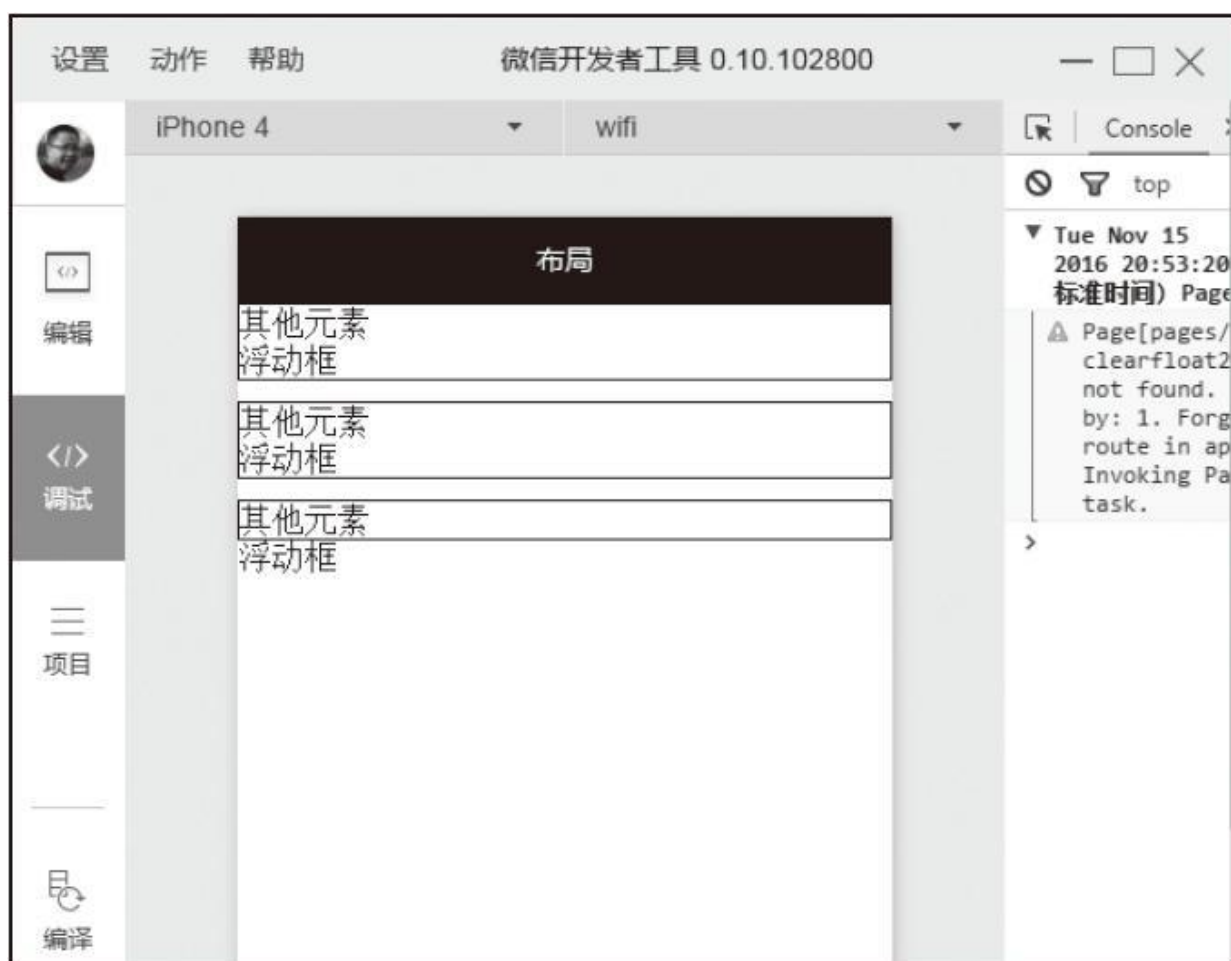 设置 动作 帮助 微信开发者工具 0.10.102800
iPhone 4 wifi
Console
top
编辑
调试
项目
编译
布局
其他元素
浮动框
其他元素
浮动框
其他元素
浮动框
Tue Nov 15
2016 20:53:20
标准时间) Page
Page[pages/
clearfloat2
not found.
by: 1. Forg
route in ap
Invoking Pa
task.